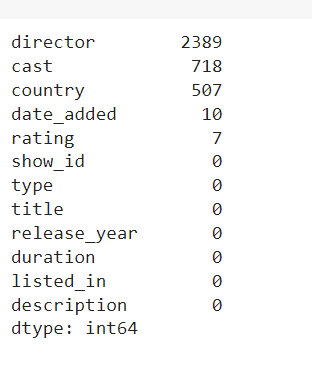 director 2389
cast 718
country 507
date_added 10
rating 7
show_id 0
type 0
title 0
release_year 0
duration 0
listed_in 0
description 0
dtype: int64